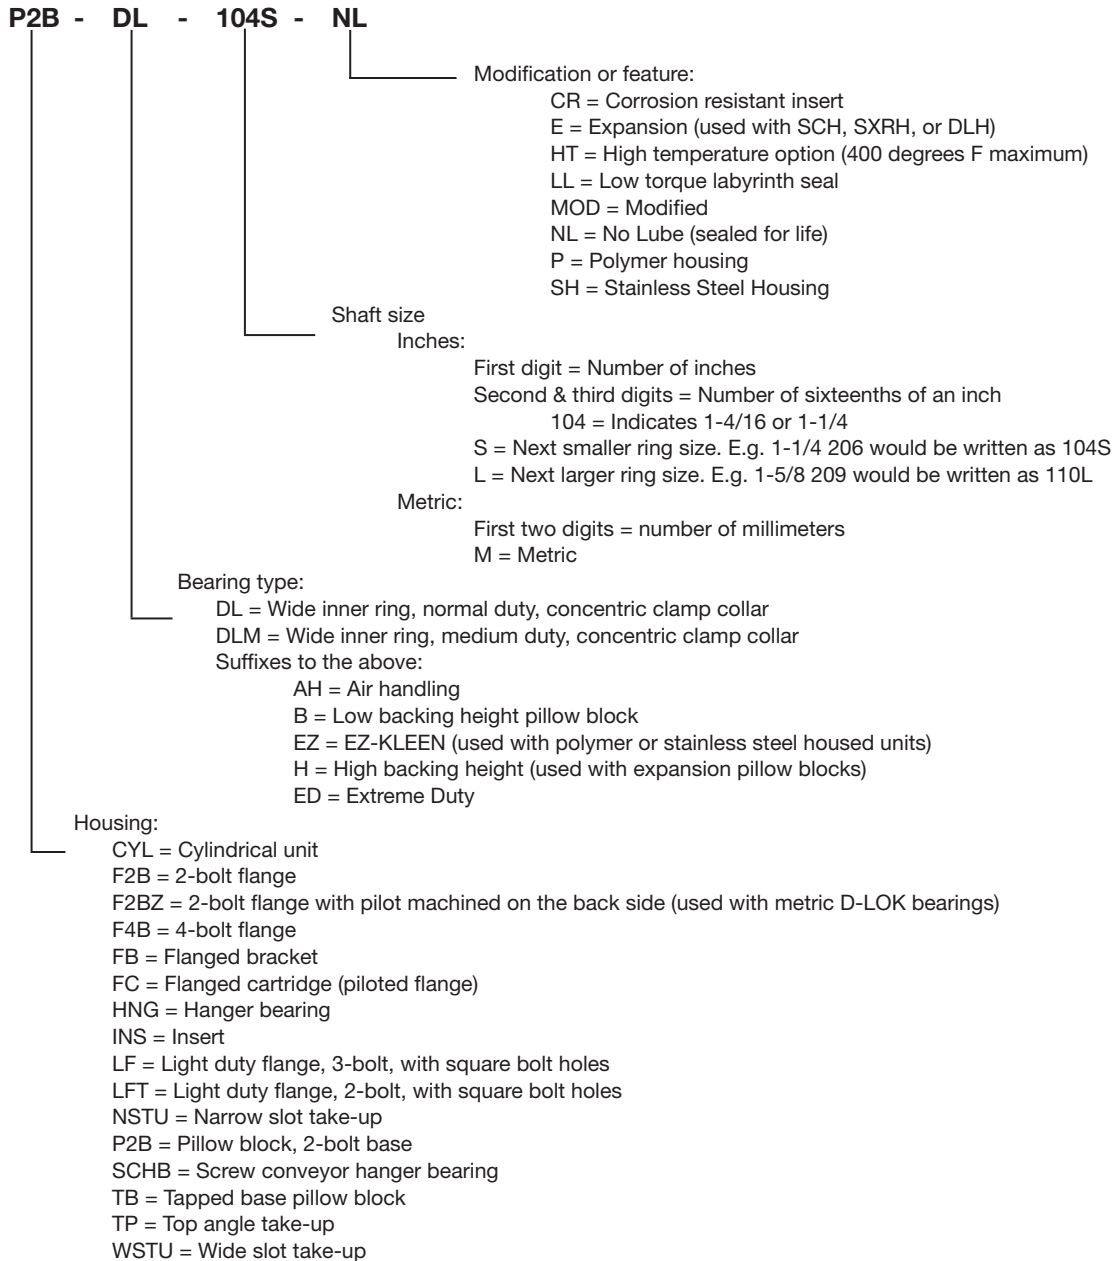 P2B - DL - 104S - NL
Modification or feature:
CR = Corrosion resistant insert
E = Expansion (used with SCH, SXRH, or DLH)
HT = High temperature option (400 degrees F maximum)
LL = Low torque labyrinth seal
MOD = Modified
NL = No Lube (sealed for life)
P = Polymer housing
SH = Stainless Steel Housing
Shaft size
Inches:
First digit = Number of inches
Second & third digits = Number of sixteenths of an inch
104 = Indicates 1-4/16 or 1-1/4
S = Next smaller ring size. E.g. 1-1/4 206 would be written as 104S
L = Next larger ring size. E.g. 1-5/8 209 would be written as 110L
Metric:
First two digits = number of millimeters
M = Metric
Bearing type:
DL = Wide inner ring, normal duty, concentric clamp collar
DLM = Wide inner ring, medium duty, concentric clamp collar
Suffixes to the above:
AH = Air handling
B = Low backing height pillow block
EZ = EZ-KLEEN (used with polymer or stainless steel housed units)
H = High backing height (used with expansion pillow blocks)
ED = Extreme Duty
Housing:
CYL = Cylindrical unit
F2B = 2-bolt flange
F2BZ = 2-bolt flange with pilot machined on the back side (used with metric D-LOK bearings)
F4B = 4-bolt flange
FB = Flanged bracket
FC = Flanged cartridge (piloted flange)
HNG = Hanger bearing
INS = Insert
LF = Light duty flange, 3-bolt, with square bolt holes
LFT = Light duty flange, 2-bolt, with square bolt holes
NSTU = Narrow slot take-up
P2B = Pillow block, 2-bolt base
SCHB = Screw conveyor hanger bearing
TB = Tapped base pillow block
TP = Top angle take-up
WSTU = Wide slot take-up